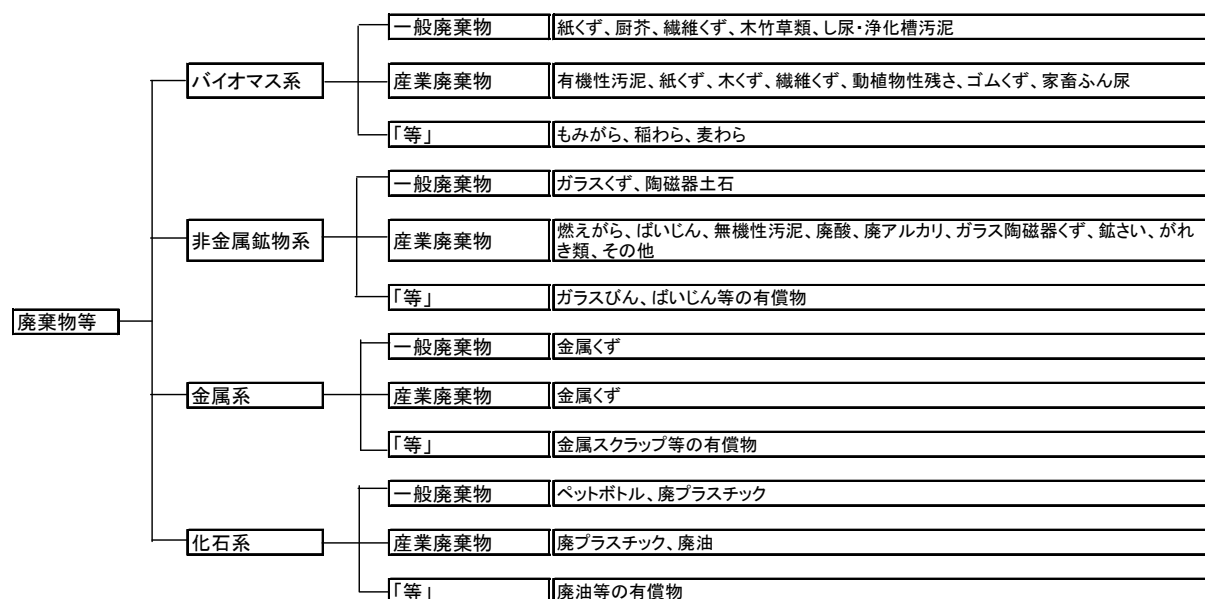 廃棄物等
バイオマス系
一般廃棄物
紙くず、厨芥、繊維くず、木竹草類、し尿・浄化槽汚泥
産業廃棄物
有機性汚泥、紙くず、木くず、繊維くず、動植物性残さ、ゴムくず、家畜ふん尿
「等」
もみがら、稲わら、麦わら
非金属鉱物系
一般廃棄物
ガラスくず、陶磁器土石
産業廃棄物
燃えがら、ばいじん、無機性汚泥、廃酸、廃アルカリ、ガラス陶磁器くず、鉱さい、がれ
き類、その他
「等」
ガラスびん、ばいじん等の有償物
金属系
一般廃棄物
金属くず
産業廃棄物
金属くず
「等」
金属スクラップ等の有償物
化石系
一般廃棄物
ペットボトル、廃プラスチック
産業廃棄物
廃プラスチック、廃油
「等」
廃油等の有償物